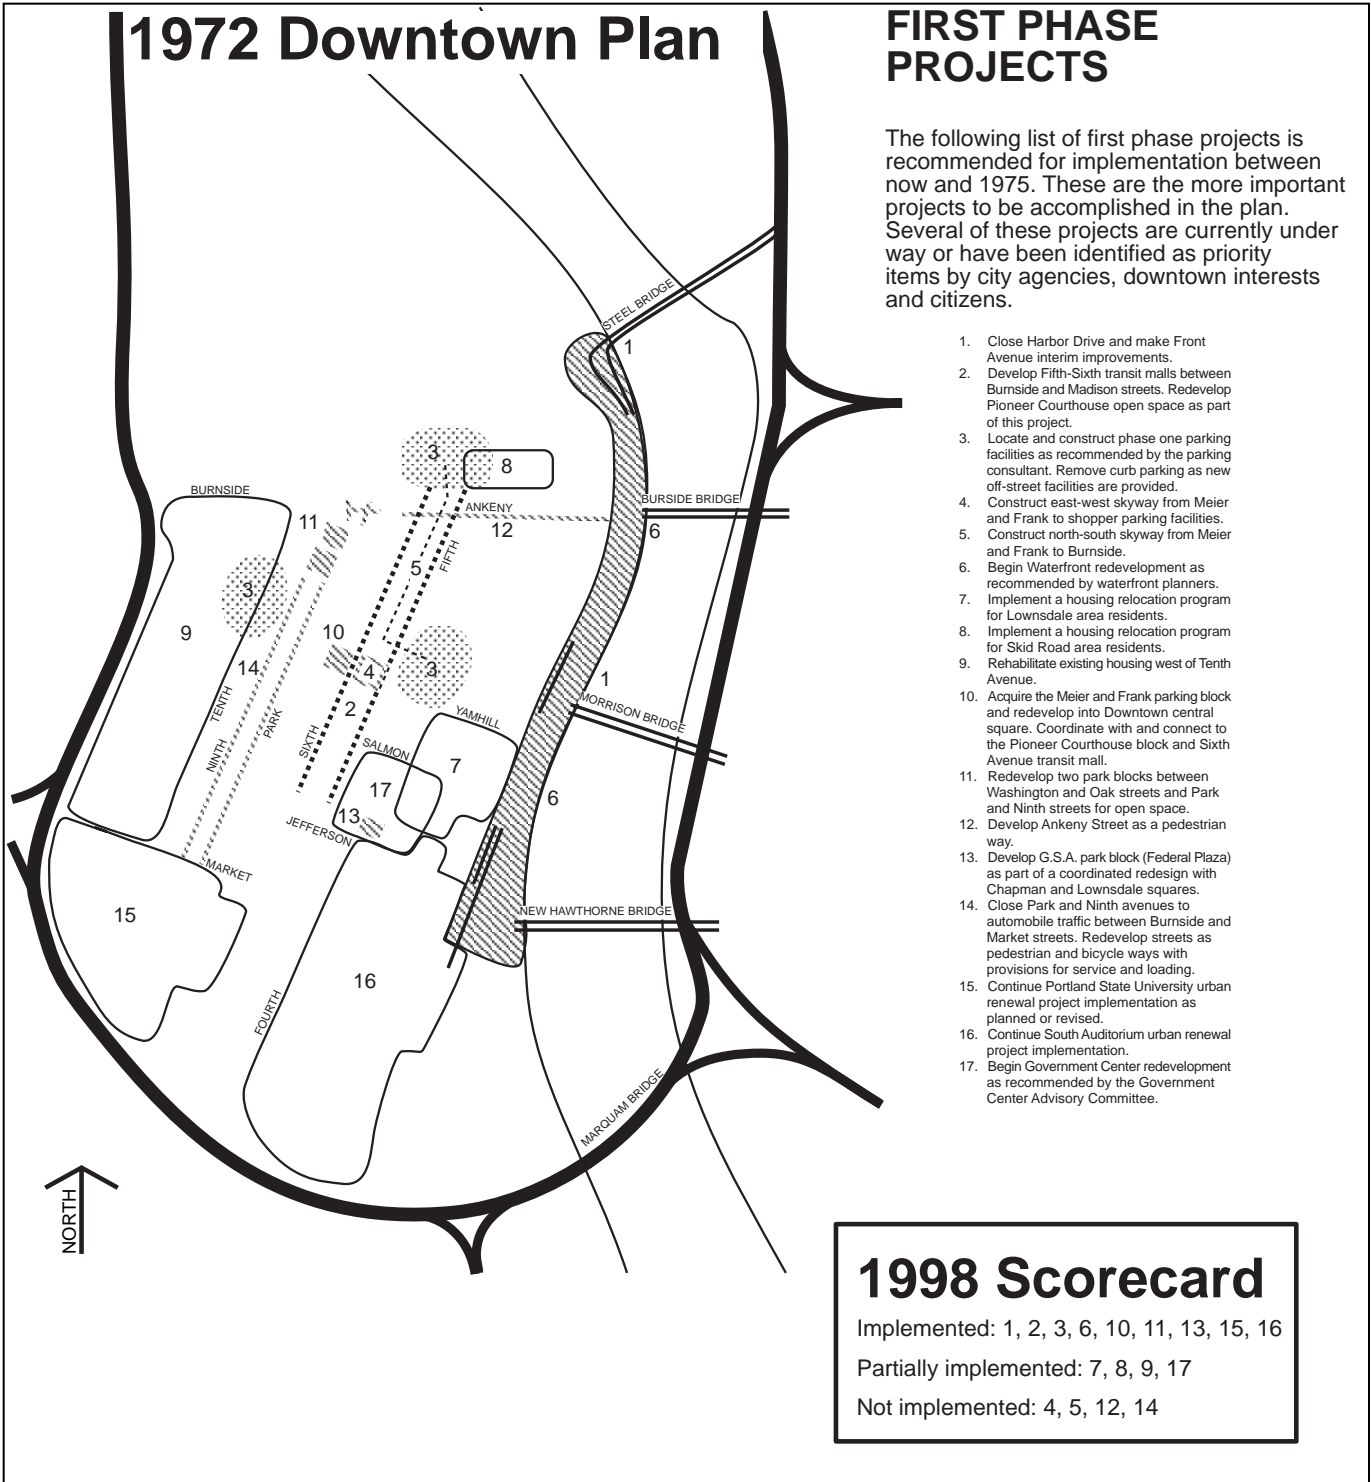 1972 Downtown Plan
FIRST PHASE
PROJECTS
The following list of first phase projects is
recommended for implementation between
now and 1975. These are the more important
projects to be accomplished in the plan.
Several of these projects are currently under
way or have been identified as priority
items by city agencies, downtown interests
and citizens.
1. Close Harbor Drive and make Front
Avenue interim improvements.
2. Develop Fifth-Sixth transit malls between
Burnside and Madison streets. Redevelop
Pioneer Courthouse open space as part
of this project.
3. Locate and construct phase one parking
facilities as recommended by the parking
consultant. Remove curb parking as new
off-street facilities are provided.
4. Construct east-west skyway from Meier
and Frank to shopper parking facilities.
5. Construct north-south skyway from Meier
and Frank to Burnside.
6. Begin Waterfront redevelopment as
recommended by waterfront planners.
7. Implement a housing relocation program
for Lownsdale area residents.
8. Implement a housing relocation program
for Skid Road area residents.
9. Rehabilitate existing housing west of Tenth
Avenue.
10. Acquire the Meier and Frank parking block
and redevelop into Downtown central
square. Coordinate with and connect to
the Pioneer Courthouse block and Sixth
Avenue transit mall.
11. Redevelop two park blocks between
Washington and Oak streets and Park
and Ninth streets for open space.
12. Develop Ankeny Street as a pedestrian
way.
13. Develop G.S.A. park block (Federal Plaza)
as part of a coordinated redesign with
Chapman and Lownsdale squares.
14. Close Park and Ninth avenues to
automobile traffic between Burnside and
Market streets. Redevelop streets as
pedestrian and bicycle ways with
provisions for service and loading.
15. Continue Portland State University urban
renewal project implementation as
planned or revised.
16. Continue South Auditorium urban renewal
project implementation.
17. Begin Government Center redevelopment
as recommended by the Government
Center Advisory Committee.
STEEL BRIDGE
1
3
8
BURNSIDE
11
ANKENY
12
BURSIDE BRIDGE
6
5
FIFTH
3
9
10
14
4
3
1
TENTH
PARK
2
YAMHILL
MORRISON BRIDGE
NINTH
SIXTH
SALMON
7
17
6
13
JEFFERSON
MARKET
15
NEW HAWTHORNE BRIDGE
16
FOURTH
MARQUAM BRIDGE
NORTH
1998 Scorecard
Implemented: 1, 2, 3, 6, 10, 11, 13, 15, 16
Partially implemented: 7, 8, 9, 17
Not implemented: 4, 5, 12, 14